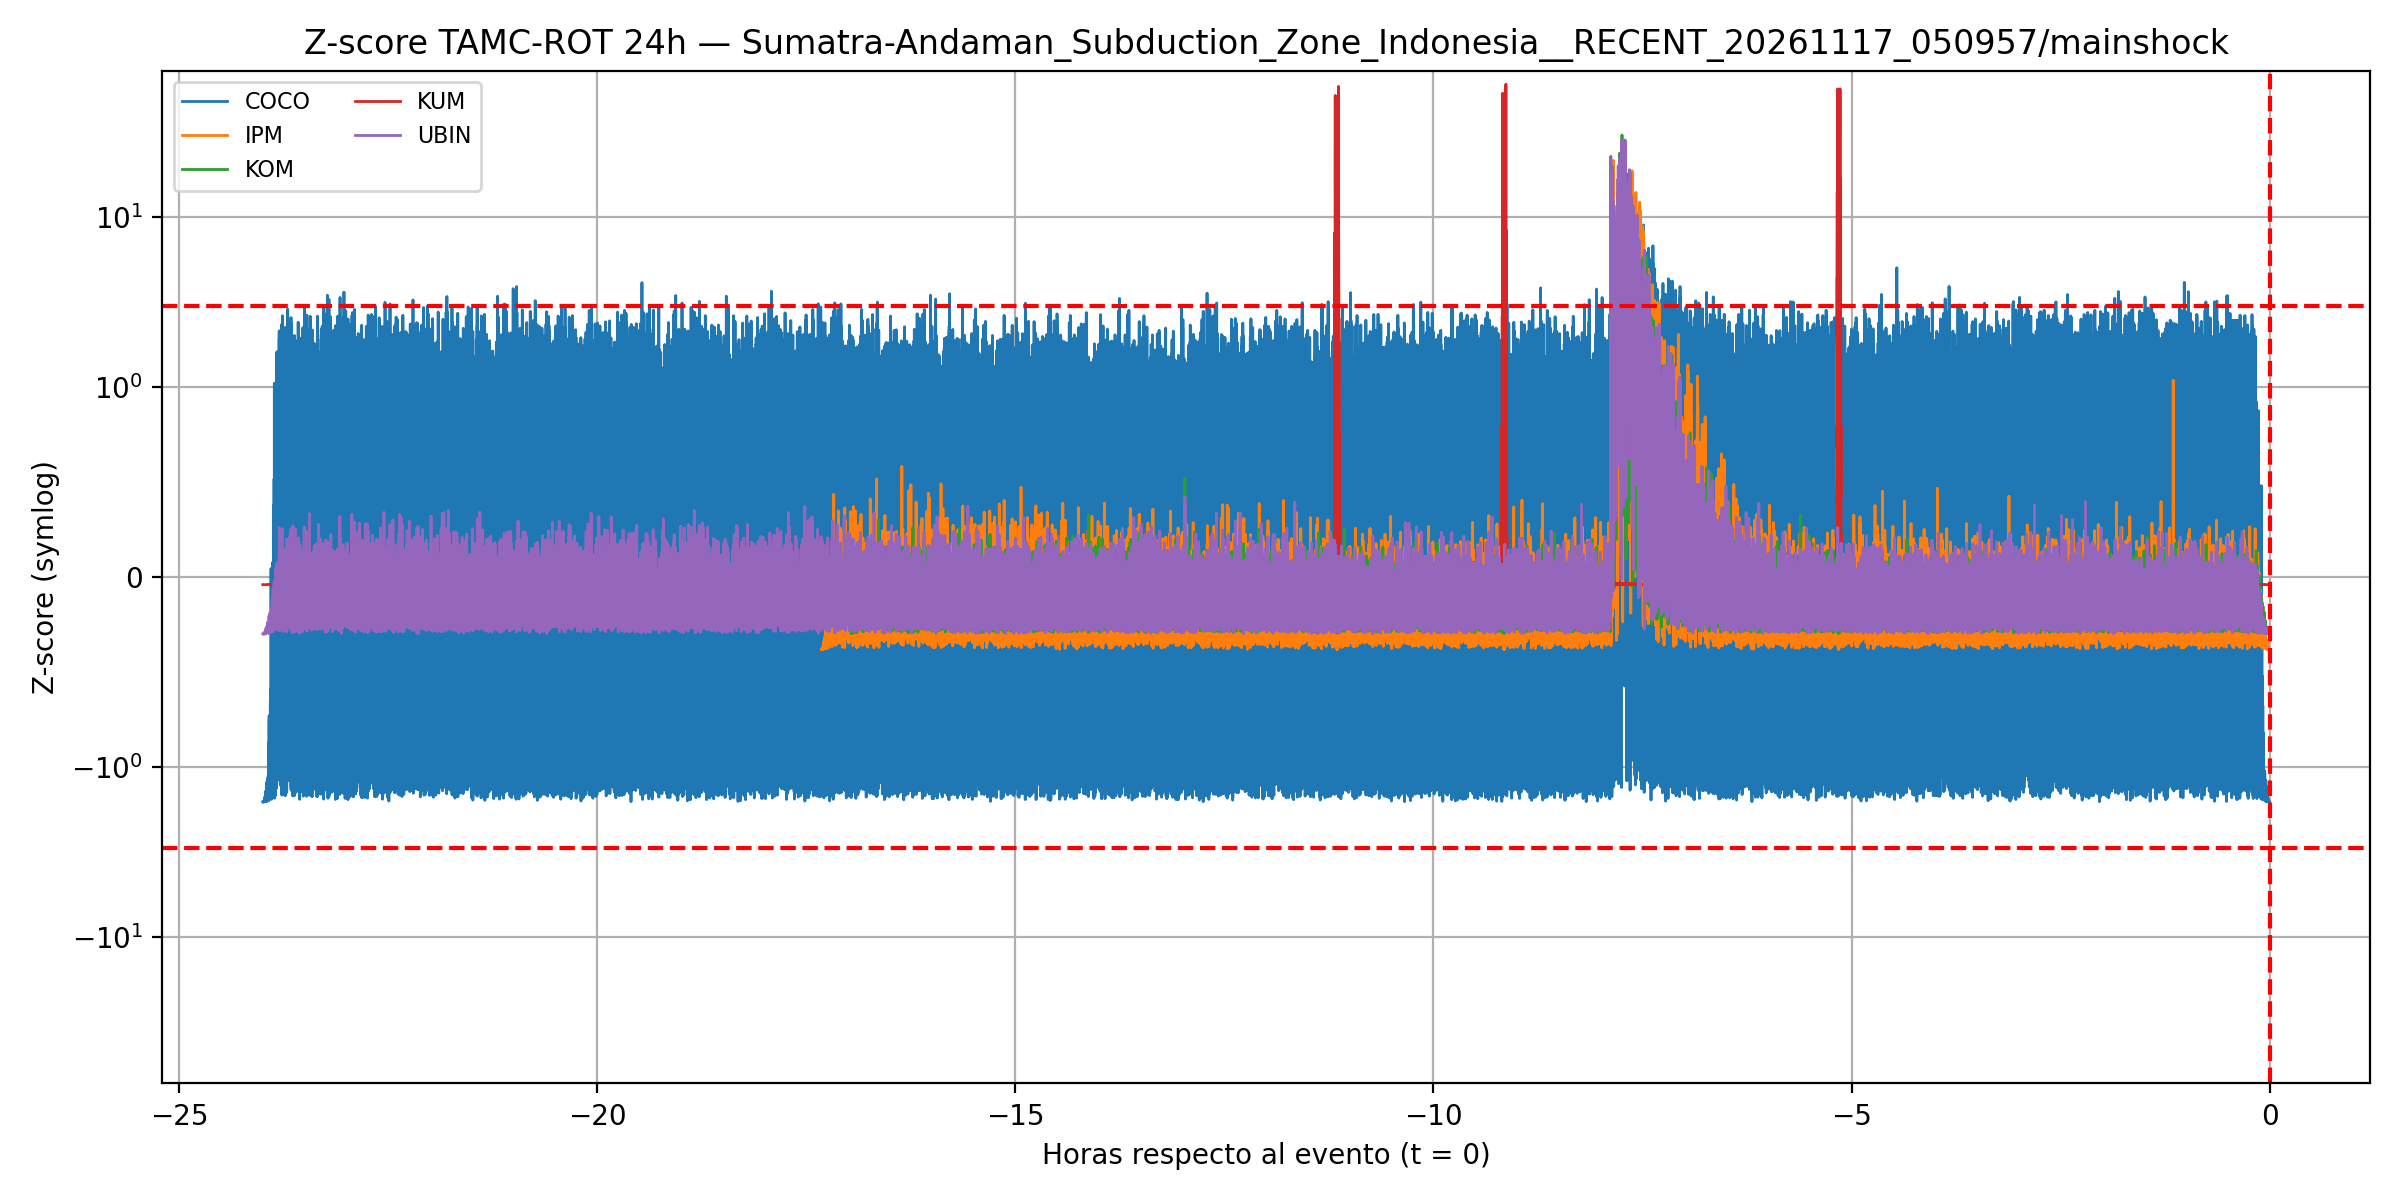 Z-score TAMC-ROT 24h — Sumatra-Andaman_Subduction_Zone_Indonesia__RECENT_20261117_050957/mainshock
COCO
IPM
KOM
KUM
UBIN
Z-score (symlog)
10¹
10⁰
0
−10⁰
−10¹
−25
−20
−15
−10
−5
0
Horas respecto al evento (t = 0)